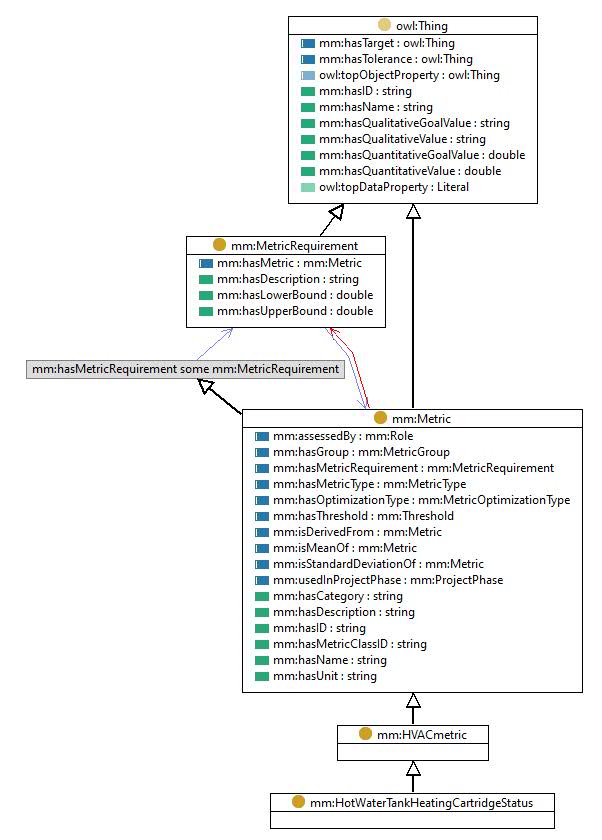 owl:Thing
mm:hasTarget : owl:Thing
mm:hasTolerance : owl:Thing
owl:topObjectProperty : owl:Thing
mm:hasID : string
mm:hasName : string
mm:hasQualitativeGoalValue : string
mm:hasQualitativeValue : string
mm:hasQuantitativeGoalValue : double
mm:hasQuantitativeValue : double
owl:topDataProperty : Literal
mm:MetricRequirement
mm:hasMetric : mm:Metric
mm:hasDescription : string
mm:hasLowerBound : double
mm:hasUpperBound : double
mm:hasMetricRequirement some mm:MetricRequirement
mm:Metric
mm:assessedBy : mm:Role
mm:hasGroup : mm:MetricGroup
mm:hasMetricRequirement : mm:MetricRequirement
mm:hasMetricType : mm:MetricType
mm:hasOptimizationType : mm:MetricOptimizationType
mm:hasThreshold : mm:Threshold
mm:isDerivedFrom : mm:Metric
mm:isMeanOf : mm:Metric
mm:isStandardDeviationOf : mm:Metric
mm:usedInProjectPhase : mm:ProjectPhase
mm:hasCategory : string
mm:hasDescription : string
mm:hasID : string
mm:hasMetricClassID : string
mm:hasName : string
mm:hasUnit : string
mm:HVACmetric
mm:HotWaterTankHeatingCartridgeStatus